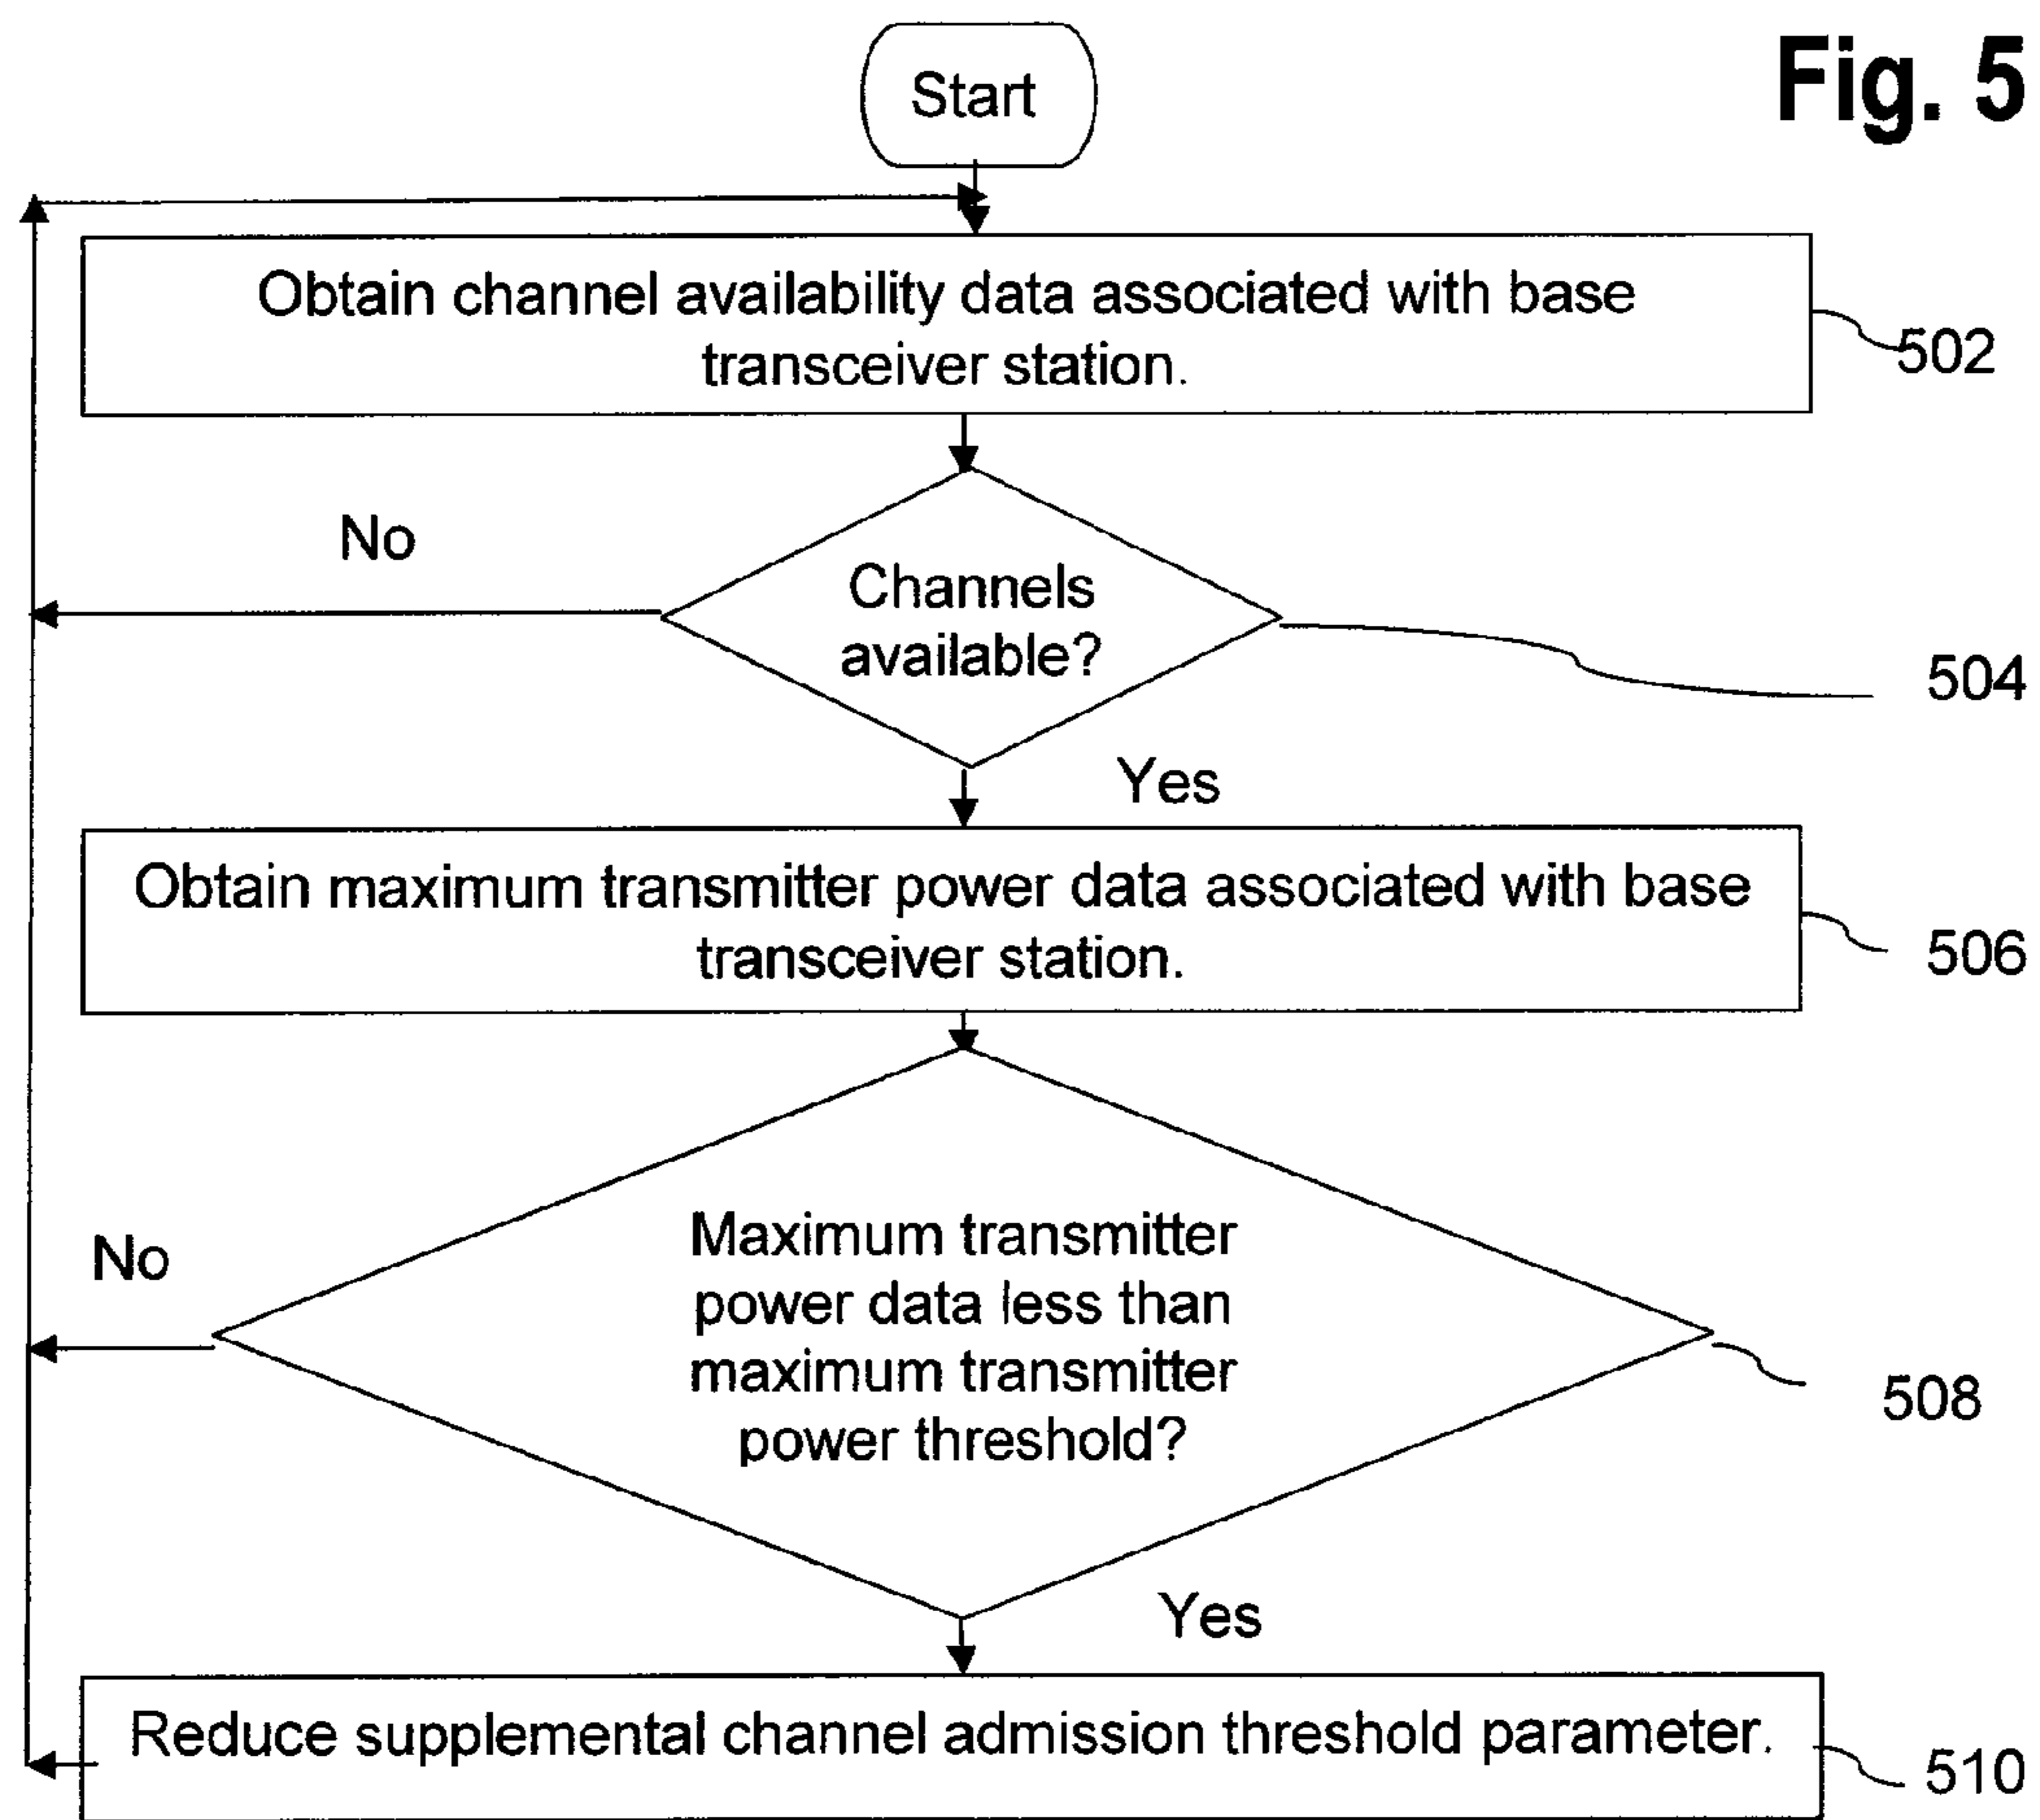 Fig. 5
Start
Obtain channel availability data associated with base
transceiver station.
502
No
Channels
available?
504
Yes
Obtain maximum transmitter power data associated with base
transceiver station.
506
No
Maximum transmitter
power data less than
maximum transmitter
power threshold?
508
Yes
Reduce supplemental channel admission threshold parameter.
510